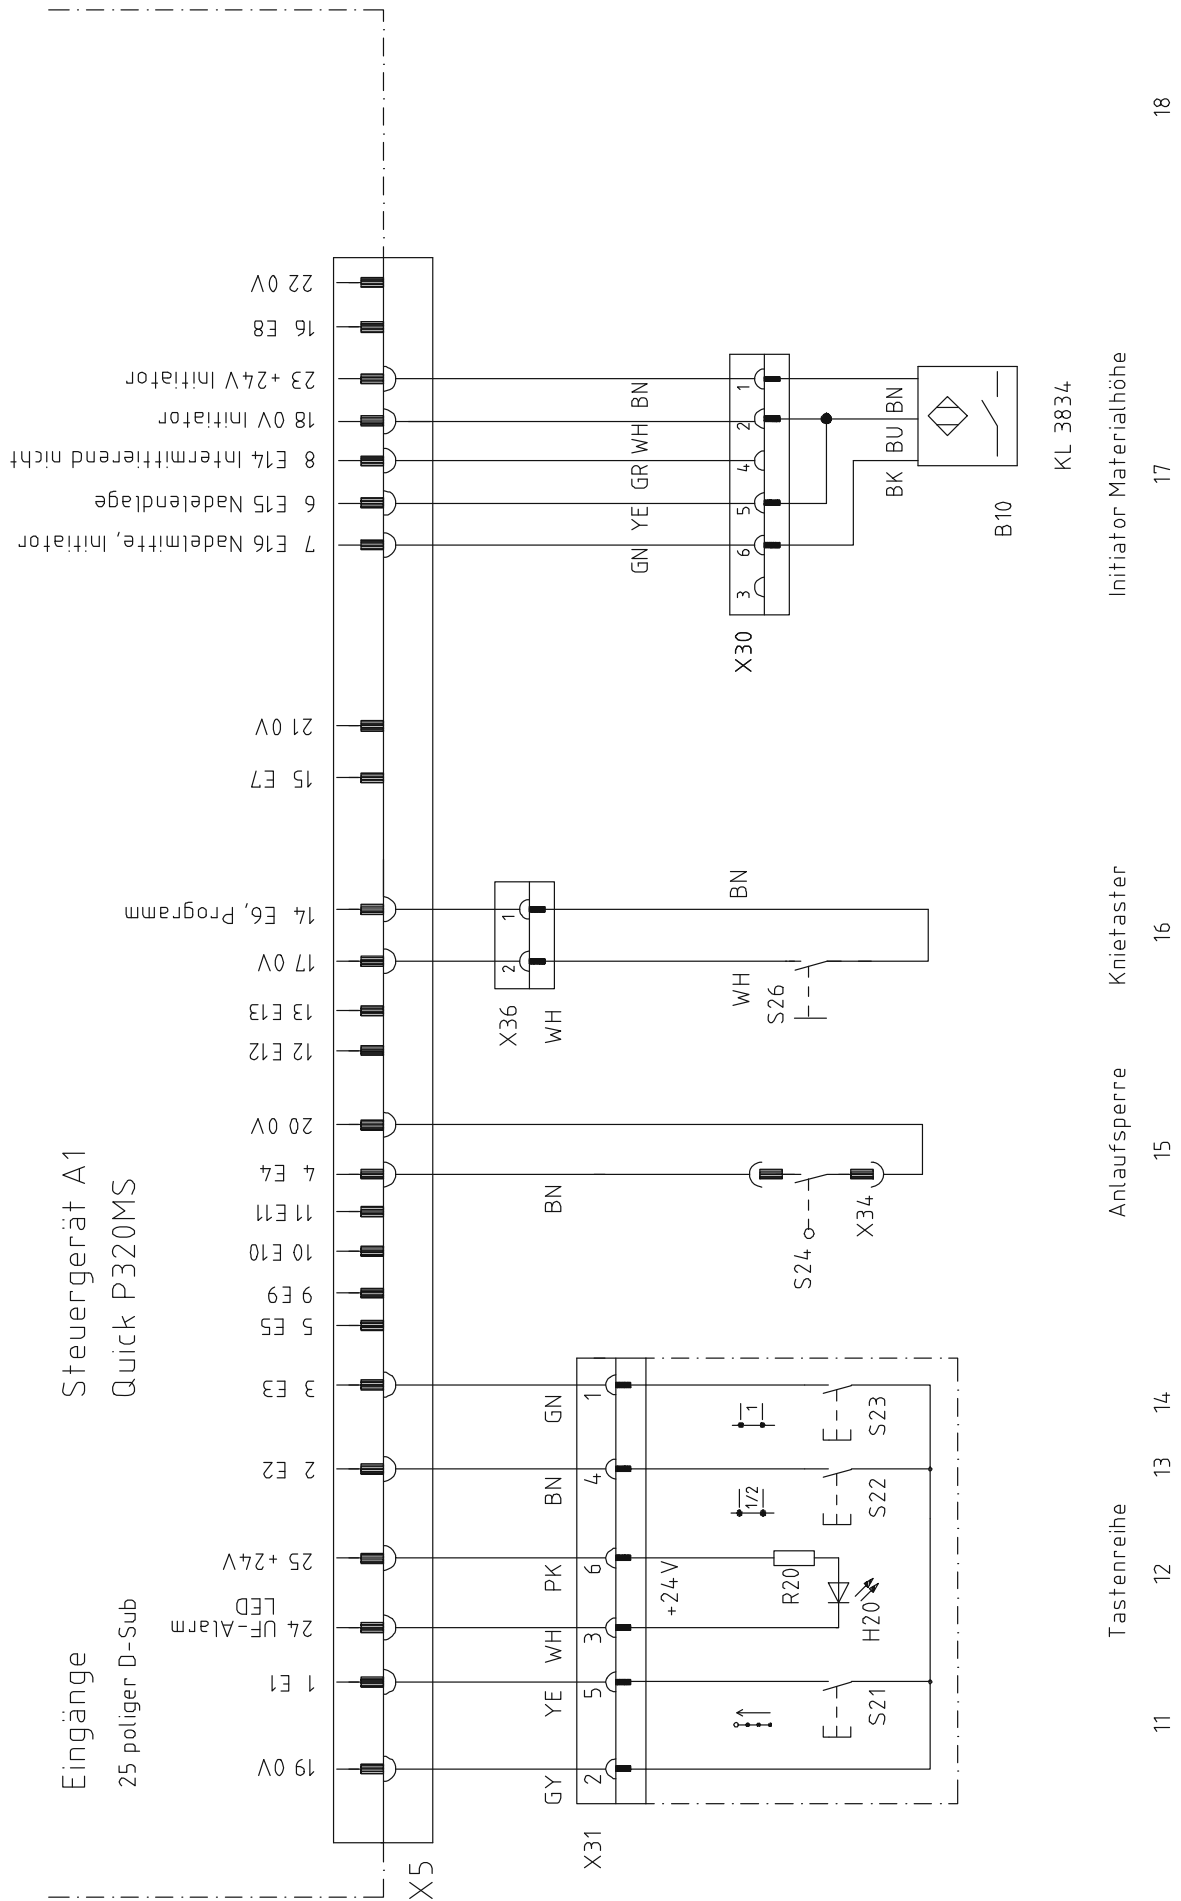 Eingänge
25 poliger D-Sub
Steuergerät A1
Quick P320MS
19 0V
1 E1
24 UF-Alarm
LED
25 +24V
2 E2
3 E3
5 E5
9 E9
10 E10
11 E11
4 E4
20 0V
12 E12
13 E13
17 0V
14 E6, Programm
15 E7
21 0V
7 E16 Nadelmitte, Initiator
6 E15 Nadelendlage
8 E14 Intermittierend nicht
18 0V Initiator
23 +24V Initiator
16 E8
22 0V
X5
GY
YE
WH
PK
BN
GN
BN
WH
X36
2
1
GN
YE
GR
WH
BN
X31
2
5
3
6
4
1
X30
3
6
5
4
2
1
+24V
1/2
1
WH
BN
R20
S24
S26
H20
S21
S22
S23
X34
BK
BU
BN
B10
KL 3834
Tastenreihe
Anlaufsperre
Knietaster
Initiator Materialhöhe
11
12
13
14
15
16
17
18